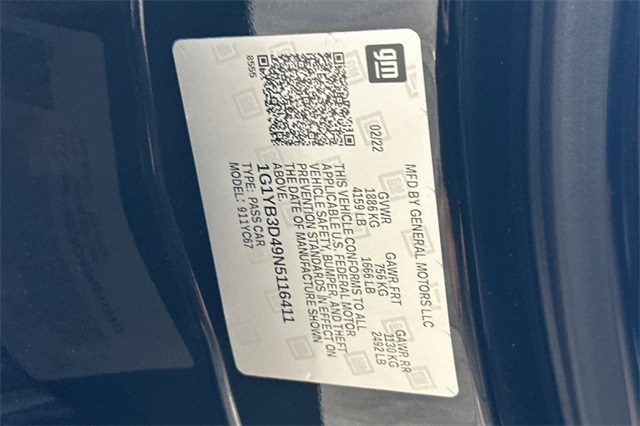 gm
MFD BY GENERAL MOTORS LLC
02/22
GVWR
1886 KG
4159 LB
GAWR FRT
756 KG
1666 LB
GAWR RR
1130 KG
2492 LB
THIS VEHICLE CONFORMS TO ALL
APPLICABLE U.S. FEDERAL MOTOR
VEHICLE SAFETY, BUMPER, AND THEFT
PREVENTION STANDARDS IN EFFECT ON
THE DATE OF MANUFACTURE SHOWN
ABOVE.
1G1YB3D49N5116411
TYPE: PASS CAR
MODEL: 911YC67
8555